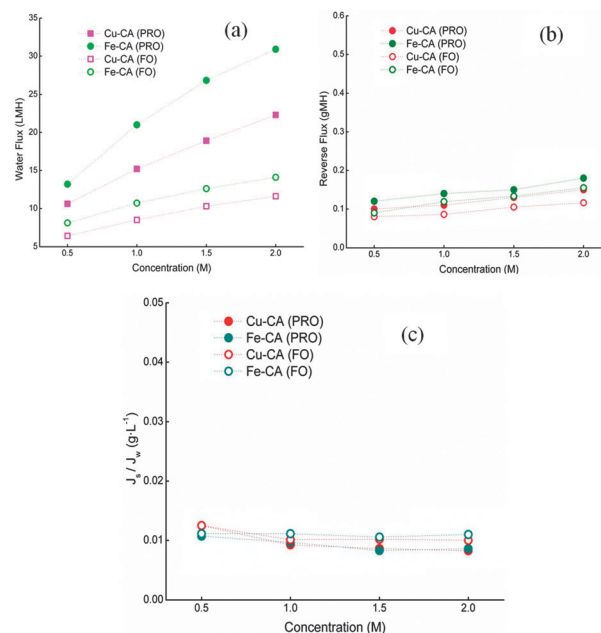 (a)
Cu-CA (PRO)
Fe-CA (PRO)
Cu-CA (FO)
Fe-CA (FO)
Water Flux (LMH)
35
30
25
20
15
10
5
0.5 1.0 1.5 2.0
Concentration (M)
(b)
Cu-CA (PRO)
Fe-CA (PRO)
Cu-CA (FO)
Fe-CA (FO)
Reverse Flux (gMH)
0.6
0.5
0.4
0.3
0.2
0.1
0.0
0.5 1.0 1.5 2.0
Concentration (M)
(c)
Cu-CA (PRO)
Fe-CA (PRO)
Cu-CA (FO)
Fe-CA (FO)
Js / Jw (g·L⁻¹)
0.05
0.04
0.03
0.02
0.01
0.00
0.5 1.0 1.5 2.0
Concentration (M)